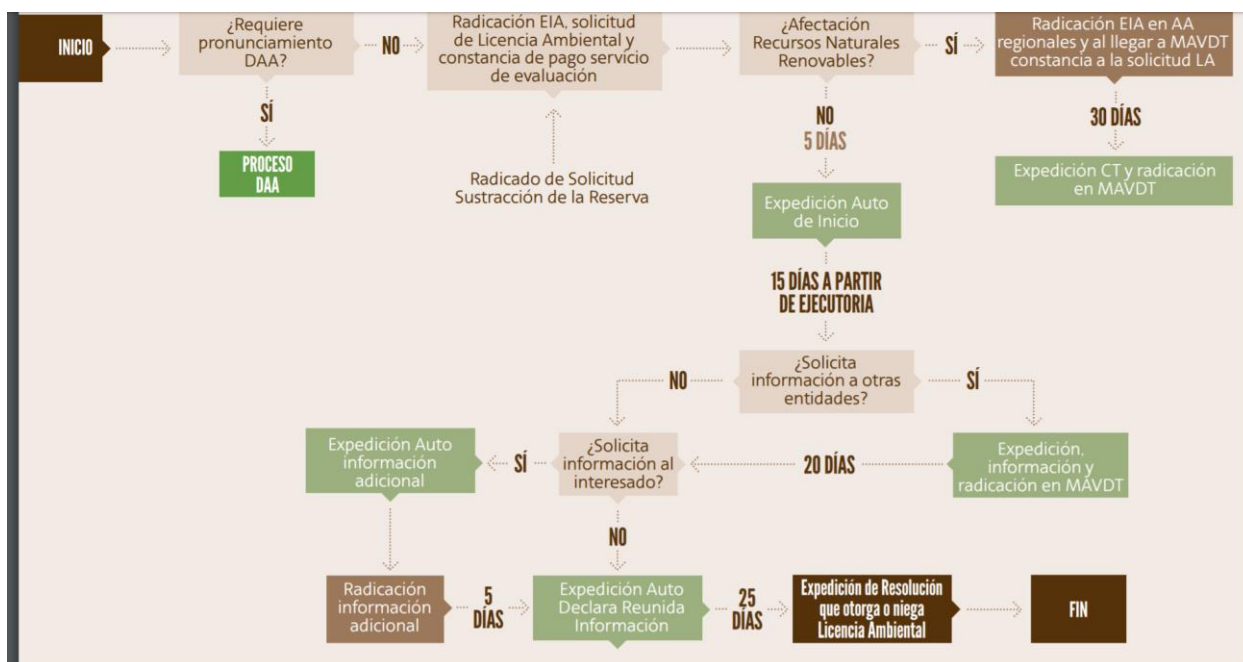 INICIO
¿Requiere
pronunciamiento
DAA?
NO
Radicación EIA, solicitud
de Licencia Ambiental y
constancia de pago servicio
de evaluación
¿Afectación
Recursos Naturales
Renovables?
SÍ
Radicación EIA en AA
regionales y al llegar a MAVDT
constancia a la solicitud LA
SÍ
PROCESO
DAA
Radicado de Solicitud
Sustracción de la Reserva
NO
5 DÍAS
30 DÍAS
Expedición CT y radicación
en MAVDT
Expedición Auto
de Inicio
15 DÍAS A PARTIR
DE EJECUTORIA
¿Solicita
información a otras
entidades?
NO
SÍ
Expedición Auto
información
adicional
SÍ
¿Solicita
información al
interesado?
20 DÍAS
Expedición,
información y
radicación en MAVDT
NO
Radicación
información
adicional
5
DÍAS
Expedición Auto
Declara Reunida
Información
25
DÍAS
Expedición de Resolución
que otorga o niega
Licencia Ambiental
FIN